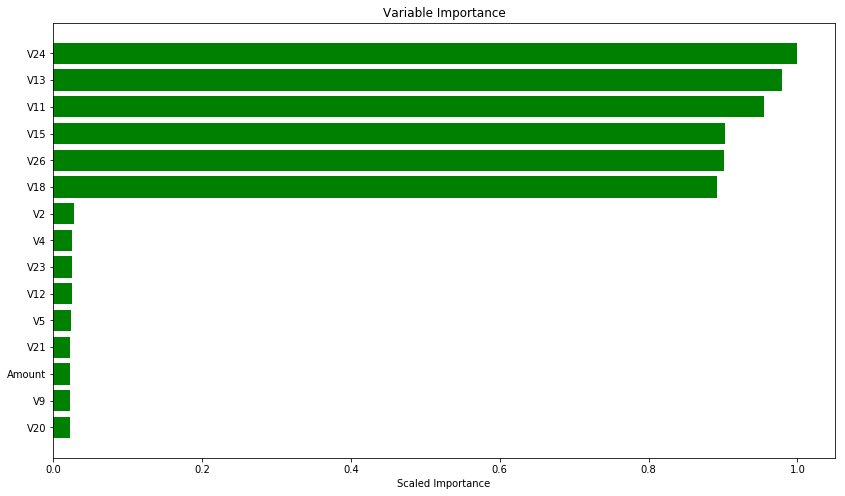 Variable Importance
V24
V13
V11
V15
V26
V18
V2
V4
V23
V12
V5
V21
Amount
V9
V20
0.0 0.2 0.4 0.6 0.8 1.0
Scaled Importance